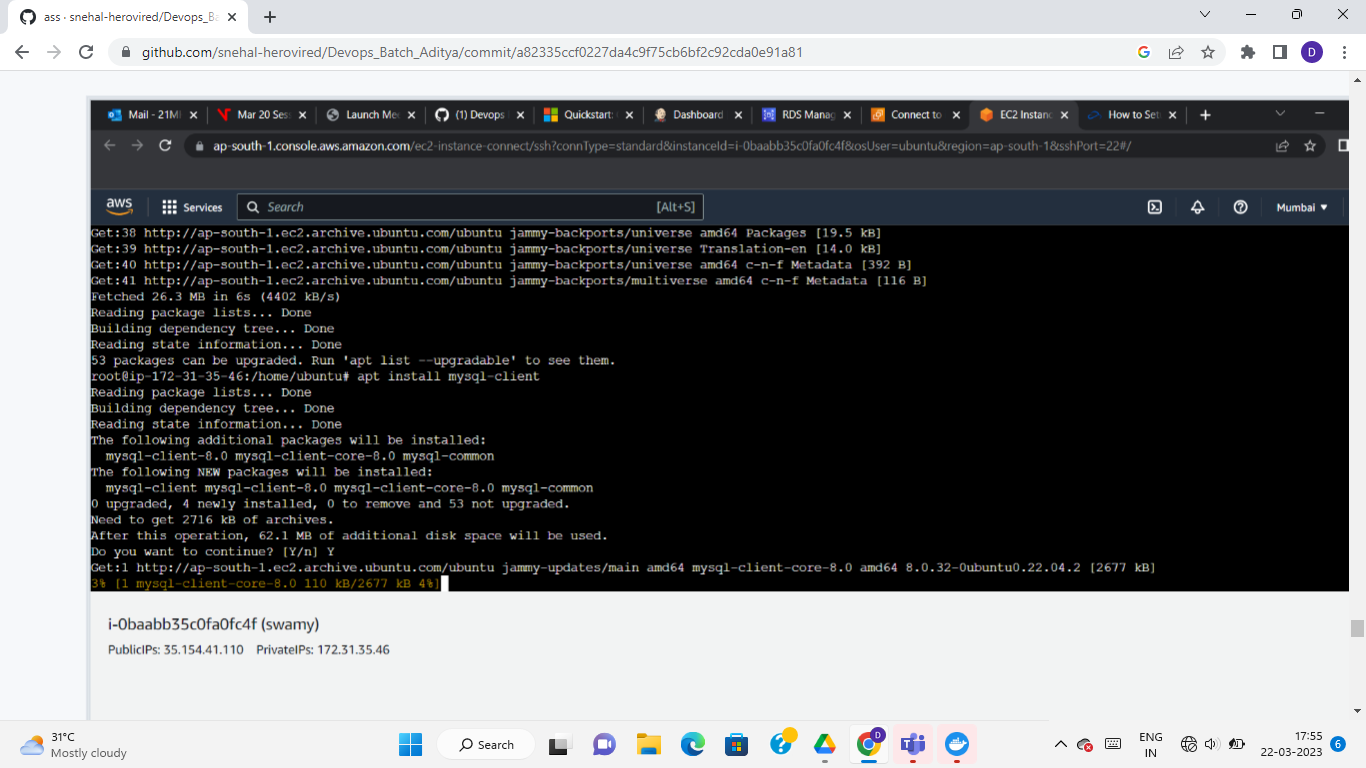 ass · snehal-herovired/Devops_Ba
github.com/snehal-herovired/Devops_Batch_Aditya/commit/a82335ccf0227da4c9f75cb6bf2c92cda0e91a81
D
Mail - 21MI
Mar 20 Sess
Launch Mee
(1) Devops
Quickstart:
Dashboard
RDS Manag
Connect to
EC2 Instanc
How to Set
ap-south-1.console.aws.amazon.com/ec2-instance-connect/ssh?connType=standard&instanceId=i-0baabb35c0fa0fc4f&osUser=ubuntu&region=ap-south-1&sshPort=22#/
aws
Services
Search
[Alt+S]
Mumbai
Get:38 http://ap-south-1.ec2.archive.ubuntu.com/ubuntu jammy-backports/universe amd64 Packages [19.5 kB]
Get:39 http://ap-south-1.ec2.archive.ubuntu.com/ubuntu jammy-backports/universe Translation-en [14.0 kB]
Get:40 http://ap-south-1.ec2.archive.ubuntu.com/ubuntu jammy-backports/universe amd64 c-n-f Metadata [392 B]
Get:41 http://ap-south-1.ec2.archive.ubuntu.com/ubuntu jammy-backports/multiverse amd64 c-n-f Metadata [116 B]
Fetched 26.3 MB in 6s (4402 kB/s)
Reading package lists... Done
Building dependency tree... Done
Reading state information... Done
53 packages can be upgraded. Run 'apt list --upgradable' to see them.
root@ip-172-31-35-46:/home/ubuntu# apt install mysql-client
Reading package lists... Done
Building dependency tree... Done
Reading state information... Done
The following additional packages will be installed:
mysql-client-8.0 mysql-client-core-8.0 mysql-common
The following NEW packages will be installed:
mysql-client mysql-client-8.0 mysql-client-core-8.0 mysql-common
0 upgraded, 4 newly installed, 0 to remove and 53 not upgraded.
Need to get 2716 kB of archives.
After this operation, 62.1 MB of additional disk space will be used.
Do you want to continue? [Y/n] Y
Get:1 http://ap-south-1.ec2.archive.ubuntu.com/ubuntu jammy-updates/main amd64 mysql-client-core-8.0 amd64 8.0.32-0ubuntu0.22.04.2 [2677 kB]
3% [1 mysql-client-core-8.0 110 kB/2677 kB 4%]
i-0baabb35c0fa0fc4f (swamy)
PublicIPs: 35.154.41.110 PrivateIPs: 172.31.35.46
31°C
Mostly cloudy
Search
D
ENG
IN
17:55
22-03-2023
6